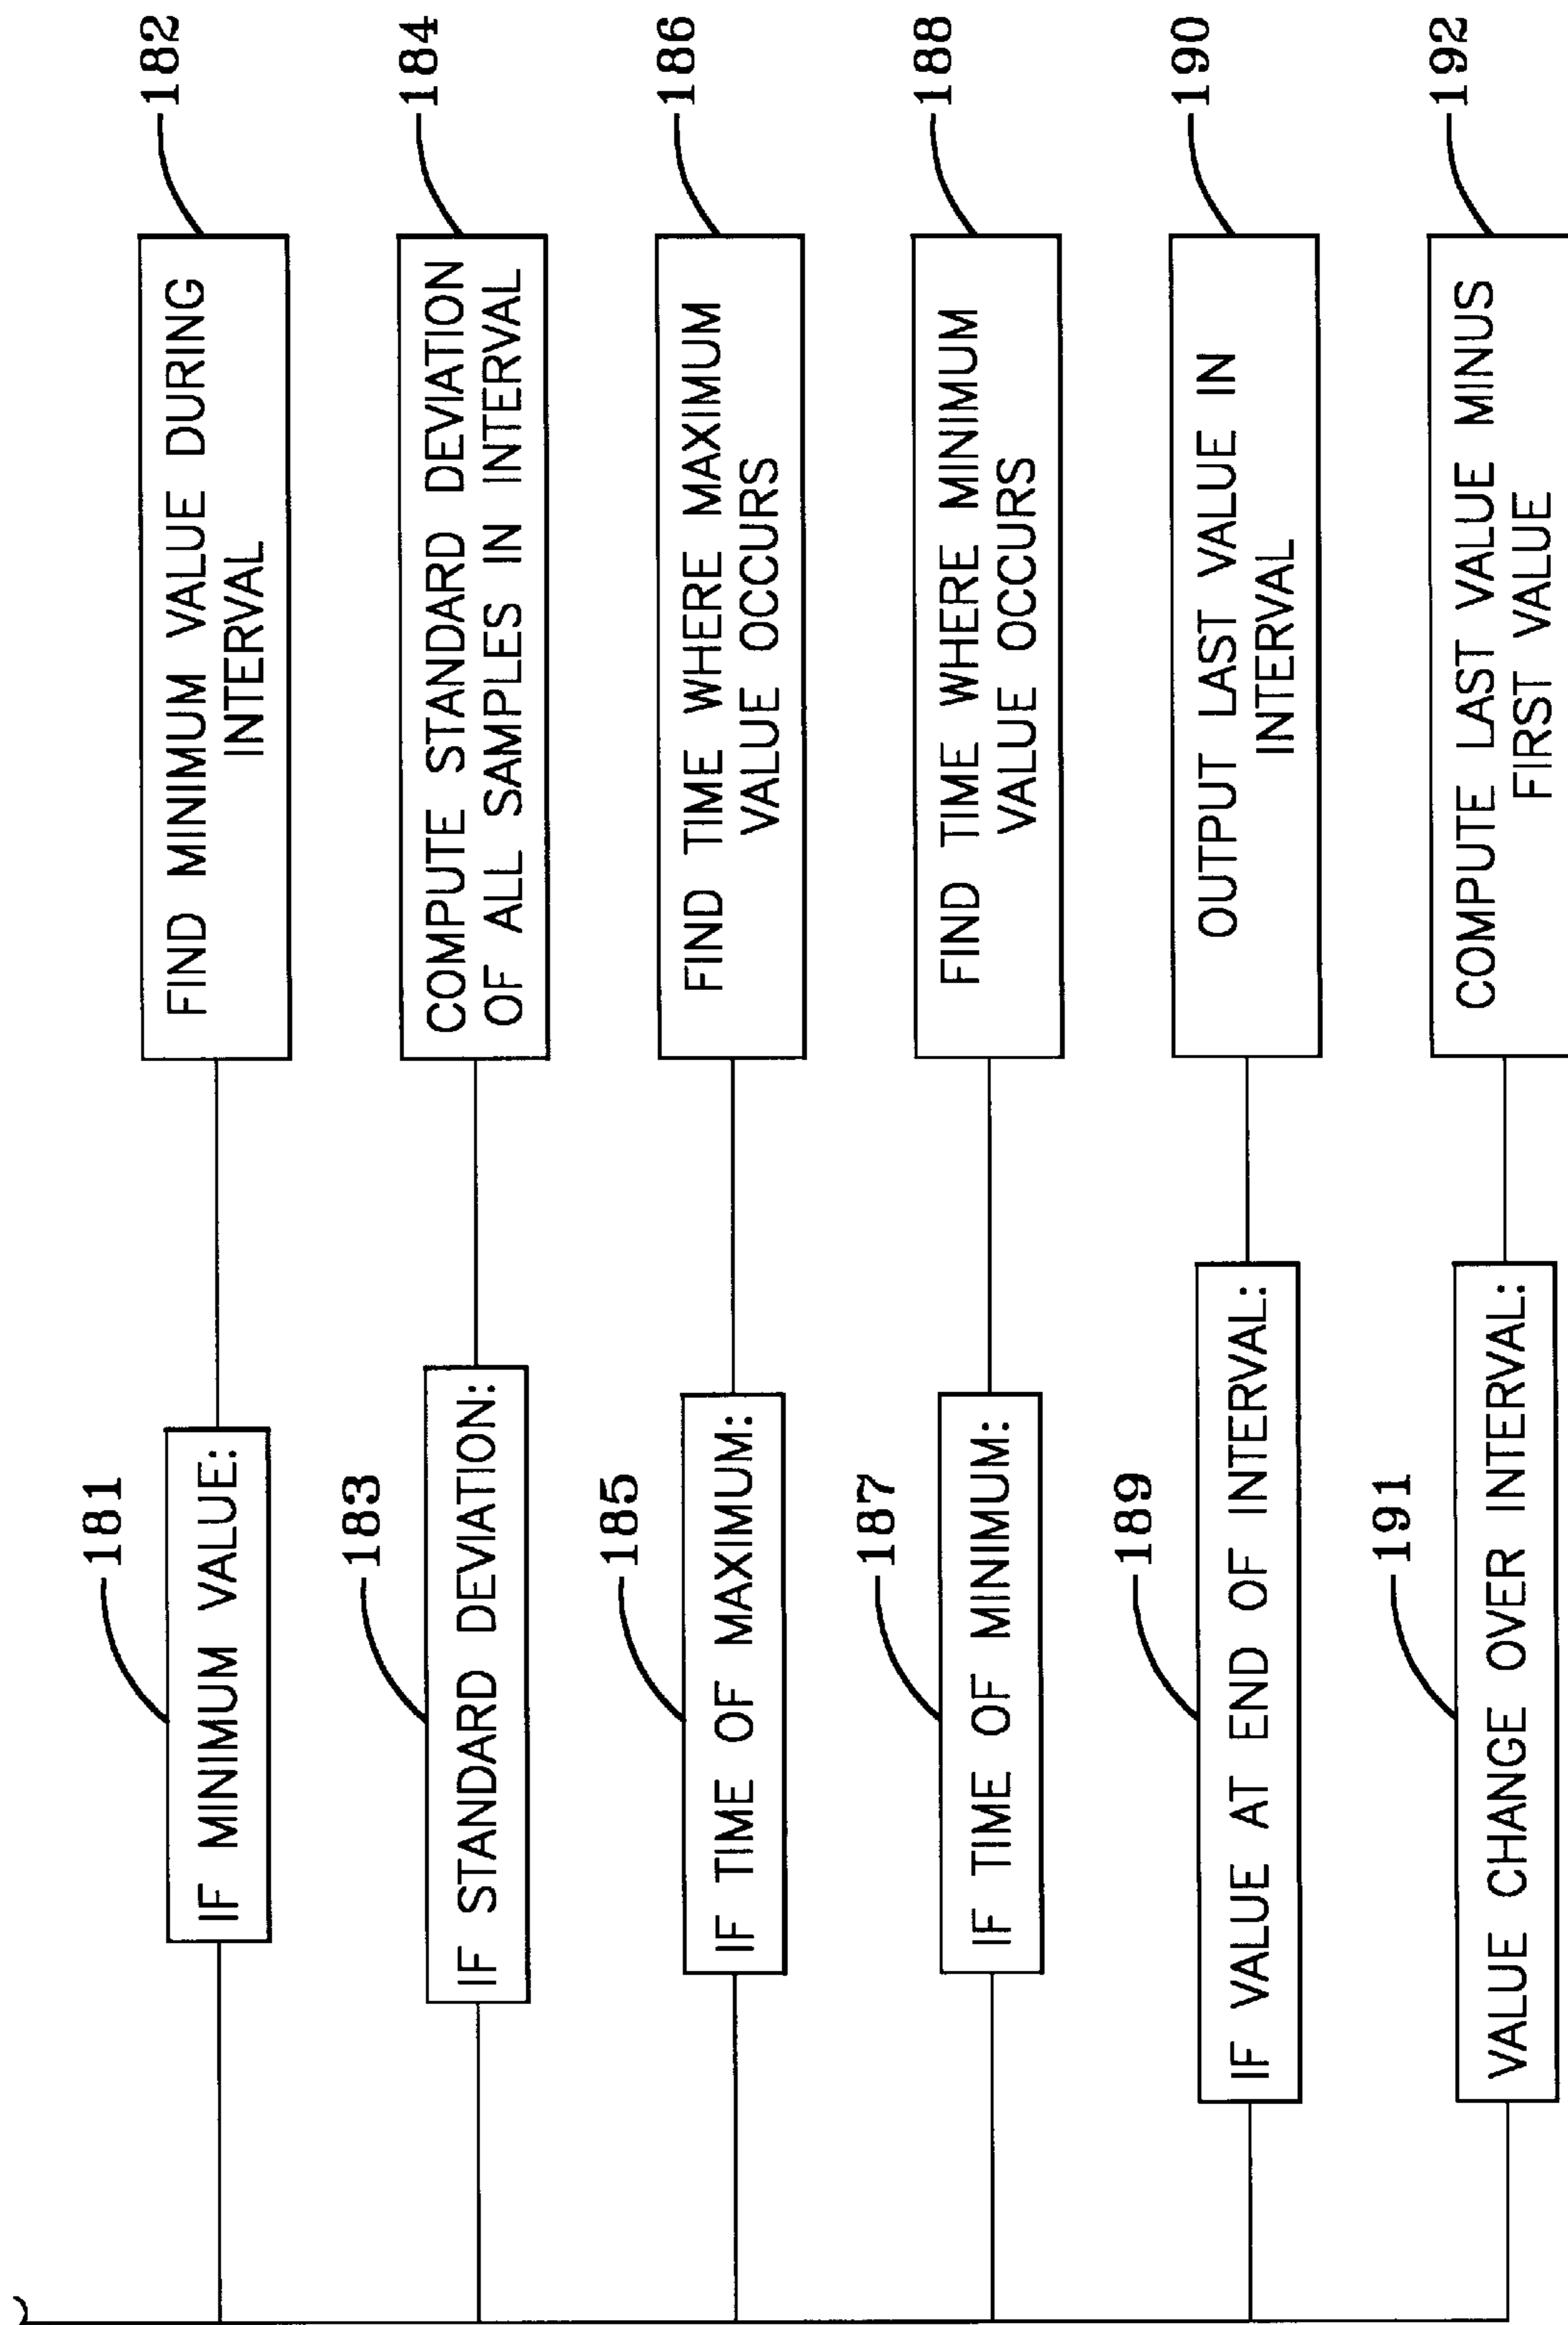 181
IF MINIMUM VALUE:
182
FIND MINIMUM VALUE DURING
INTERVAL
183
IF STANDARD DEVIATION:
184
COMPUTE STANDARD DEVIATION
OF ALL SAMPLES IN INTERVAL
185
IF TIME OF MAXIMUM:
186
FIND TIME WHERE MAXIMUM
VALUE OCCURS
187
IF TIME OF MINIMUM:
188
FIND TIME WHERE MINIMUM
VALUE OCCURS
189
IF VALUE AT END OF INTERVAL:
190
OUTPUT LAST VALUE IN
INTERVAL
191
VALUE CHANGE OVER INTERVAL:
192
COMPUTE LAST VALUE MINUS
FIRST VALUE